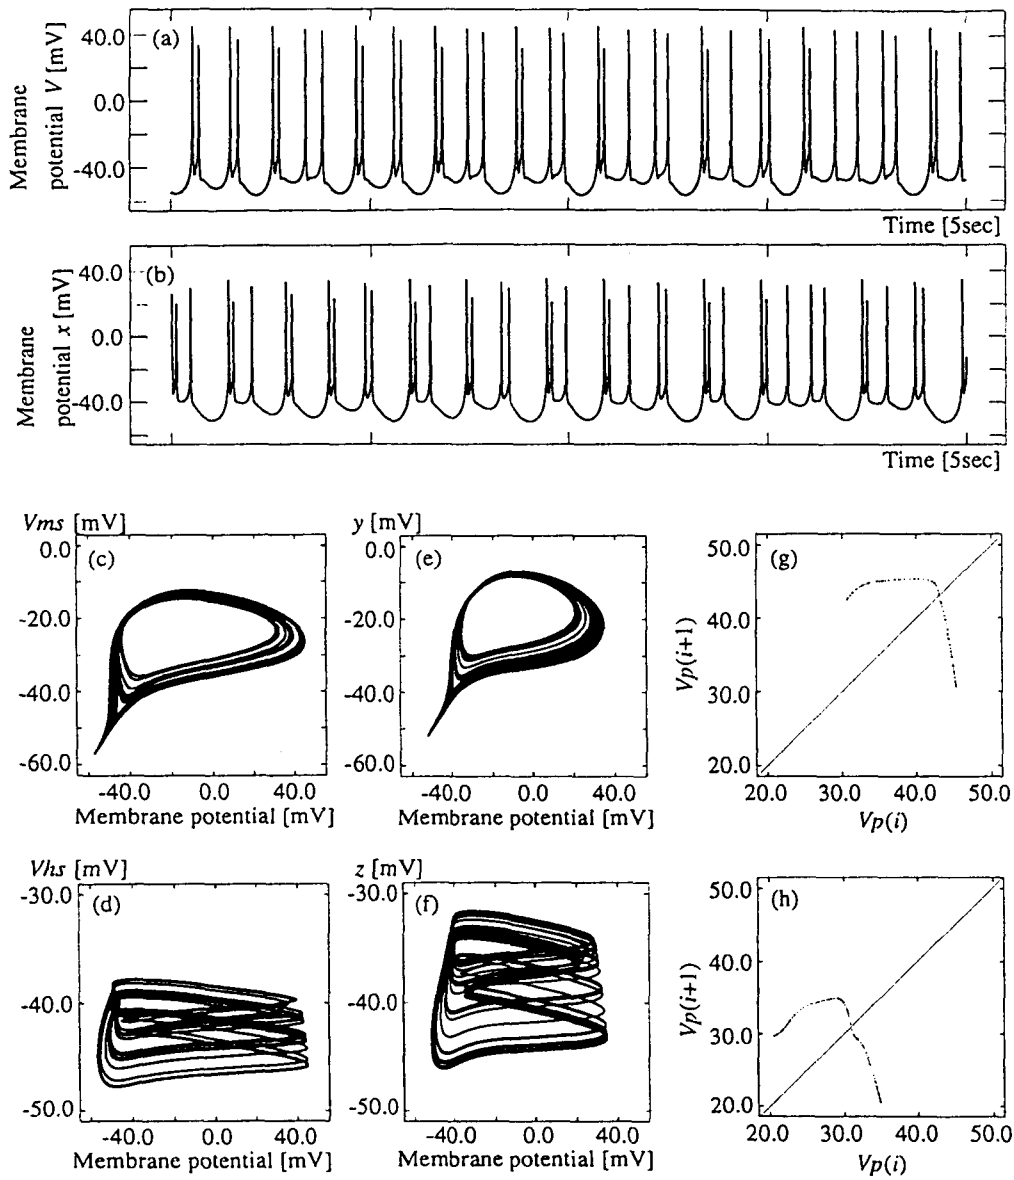 Membrane
potential V [mV]
(a)
40.0
0.0
-40.0
Time [5sec]
Membrane
potential x [mV]
(b)
40.0
0.0
-40.0
Time [5sec]
Vms [mV]
(c)
0.0
-20.0
-40.0
-60.0
-40.0 0.0 40.0
Membrane potential [mV]
y [mV]
(e)
0.0
-20.0
-40.0
-60.0
-40.0 0.0 40.0
Membrane potential [mV]
(g)
Vp(i+1)
50.0
40.0
30.0
20.0
20.0 30.0 40.0 50.0
Vp(i)
Vhs [mV]
(d)
-30.0
-40.0
-50.0
-40.0 0.0 40.0
Membrane potential [mV]
z [mV]
(f)
-30.0
-40.0
-50.0
-40.0 0.0 40.0
Membrane potential [mV]
(h)
Vp(i+1)
50.0
40.0
30.0
20.0
20.0 30.0 40.0 50.0
Vp(i)